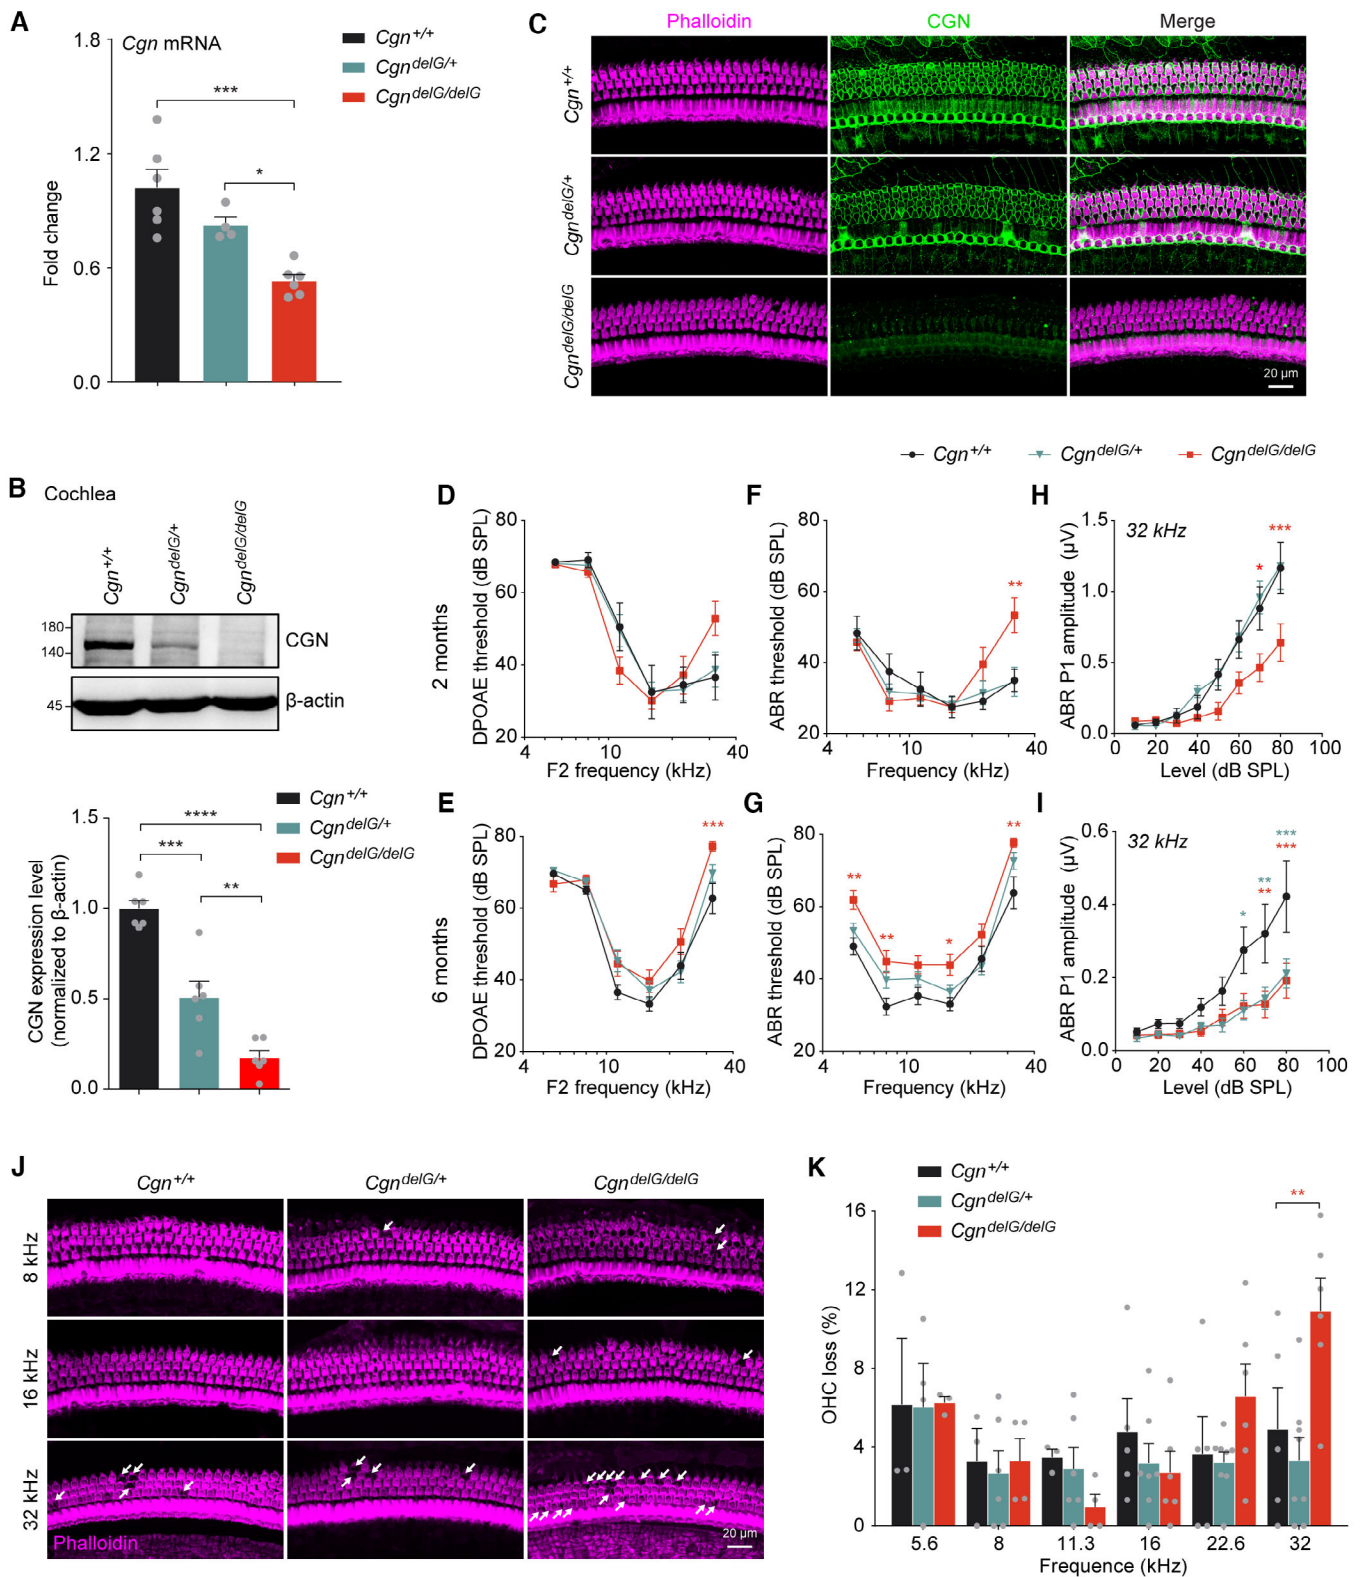 A
Cgn mRNA
Cgn+/+
CgndelG/+
CgndelG/delG
***
*
Fold change
1.8
1.2
0.6
0.0
C
Phalloidin
CGN
Merge
Cgn+/+
CgndelG/+
CgndelG/delG
20 μm
B
Cochlea
Cgn+/+
CgndelG/+
CgndelG/delG
180
140
CGN
45
β-actin
Cgn+/+
CgndelG/+
CgndelG/delG
****
***
**
CGN expression level
(normalized to β-actin)
1.5
1.0
0.5
0.0
Cgn+/+
CgndelG/+
CgndelG/delG
2 months
D
DPOAE threshold (dB SPL)
80
60
40
20
4
10
40
F2 frequency (kHz)
F
ABR threshold (dB SPL)
80
60
40
20
**
4
10
40
Frequency (kHz)
H
32 kHz
ABR P1 amplitude (μV)
1.5
1.0
0.5
0.0
*
***
0
20
40
60
80
100
Level (dB SPL)
6 months
E
DPOAE threshold (dB SPL)
80
60
40
20
***
4
10
40
F2 frequency (kHz)
G
ABR threshold (dB SPL)
80
60
40
20
**
**
*
**
4
10
40
Frequency (kHz)
I
32 kHz
ABR P1 amplitude (μV)
0.6
0.4
0.2
0.0
*
**
**
***
***
0
20
40
60
80
100
Level (dB SPL)
J
Cgn+/+
CgndelG/+
CgndelG/delG
8 kHz
16 kHz
32 kHz
Phalloidin
20 μm
K
Cgn+/+
CgndelG/+
CgndelG/delG
**
OHC loss (%)
16
12
8
4
0
5.6
8
11.3
16
22.6
32
Frequence (kHz)